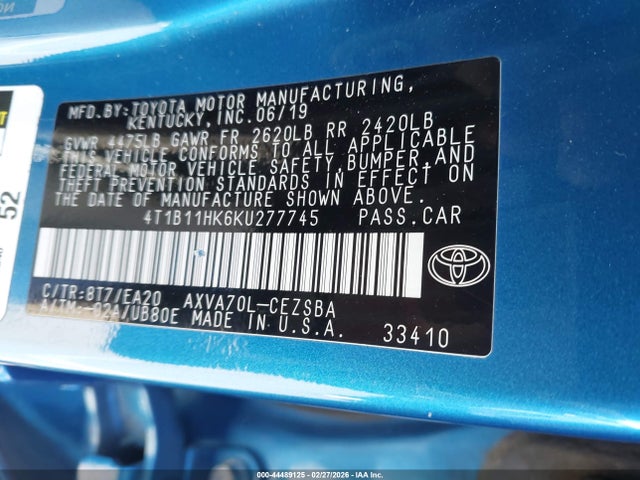 MFD.BY:TOYOTA MOTOR MANUFACTURING,
KENTUCKY, INC.06/19
GVWR 4475LB GAWR FR 2620LB RR 2420LB
THIS VEHICLE CONFORMS TO ALL APPLICABLE
FEDERAL MOTOR VEHICLE SAFETY, BUMPER, AND
THEFT PREVENTION STANDARDS IN EFFECT ON
THE DATE OF MANUFACTURE SHOWN ABOVE.
4T1B11HK6KU277745 PASS.CAR
C/TR:8T7/EA20 AXVA70L-CEZSBA
A/TM:-02A/UB80E MADE IN U.S.A. 33410
52
000-44489125 - 02/27/2026 - IAA Inc.